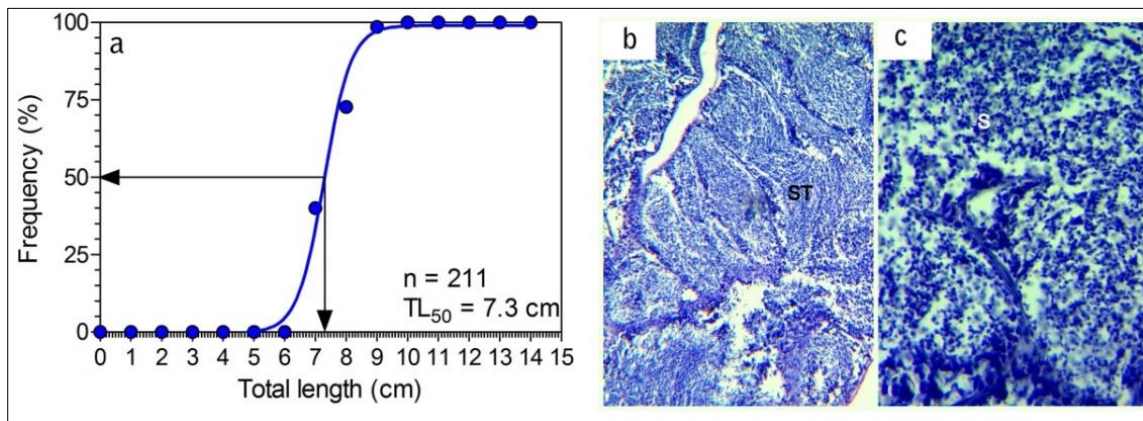 a
Frequency (%)
100
75
50
25
0
n = 211
TL50 = 7.3 cm
0 1 2 3 4 5 6 7 8 9 10 11 12 13 14 15
Total length (cm)
b
ST
c
S